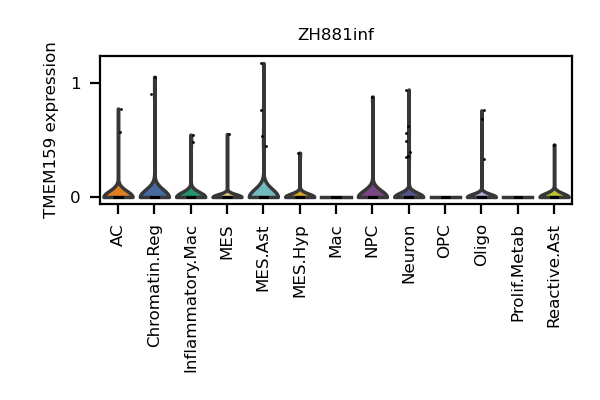 ZH881inf
TMEM159 expression
1
0
AC
Chromatin.Reg
Inflammatory.Mac
MES
MES.Ast
MES.Hyp
Mac
NPC
Neuron
OPC
Oligo
Prolif.Metab
Reactive.Ast